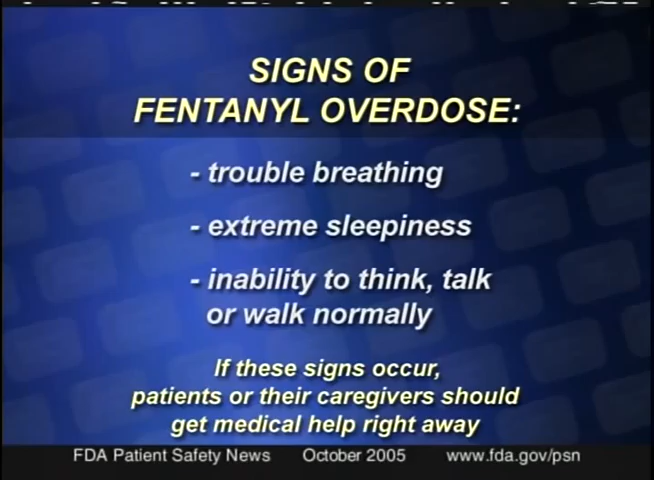 SIGNS OF
FENTANYL OVERDOSE:
- trouble breathing
- extreme sleepiness
- inability to think, talk
or walk normally
If these signs occur,
patients or their caregivers should
get medical help right away
FDA Patient Safety News October 2005 www.fda.gov/psn